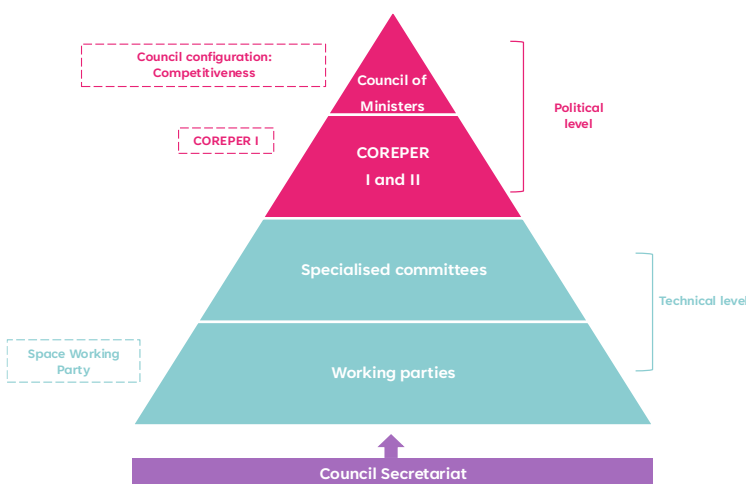 Council configuration:
Competitiveness
Council of
Ministers
Political
level
COREPER I
COREPER
I and II
Specialised committees
Technical level
Space Working
Party
Working parties
Council Secretariat